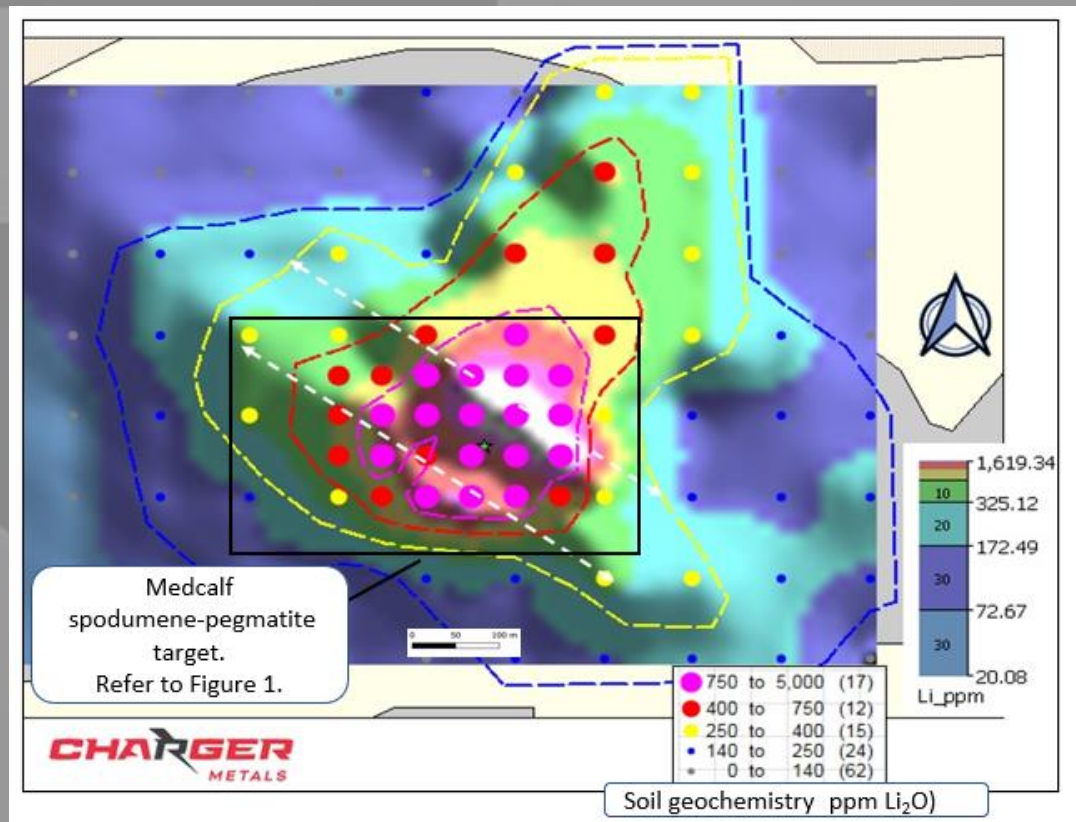 1,619.34
10
325.12
20
172.49
30
72.67
30
20.08
Li_ppm
Medcalf
spodumene-pegmatite
target.
Refer to Figure 1.
0 50 100 m
750 to 5,000 (17)
400 to 750 (12)
250 to 400 (15)
140 to 250 (24)
0 to 140 (62)
CHARGER
METALS
Soil geochemistry ppm Li₂O)